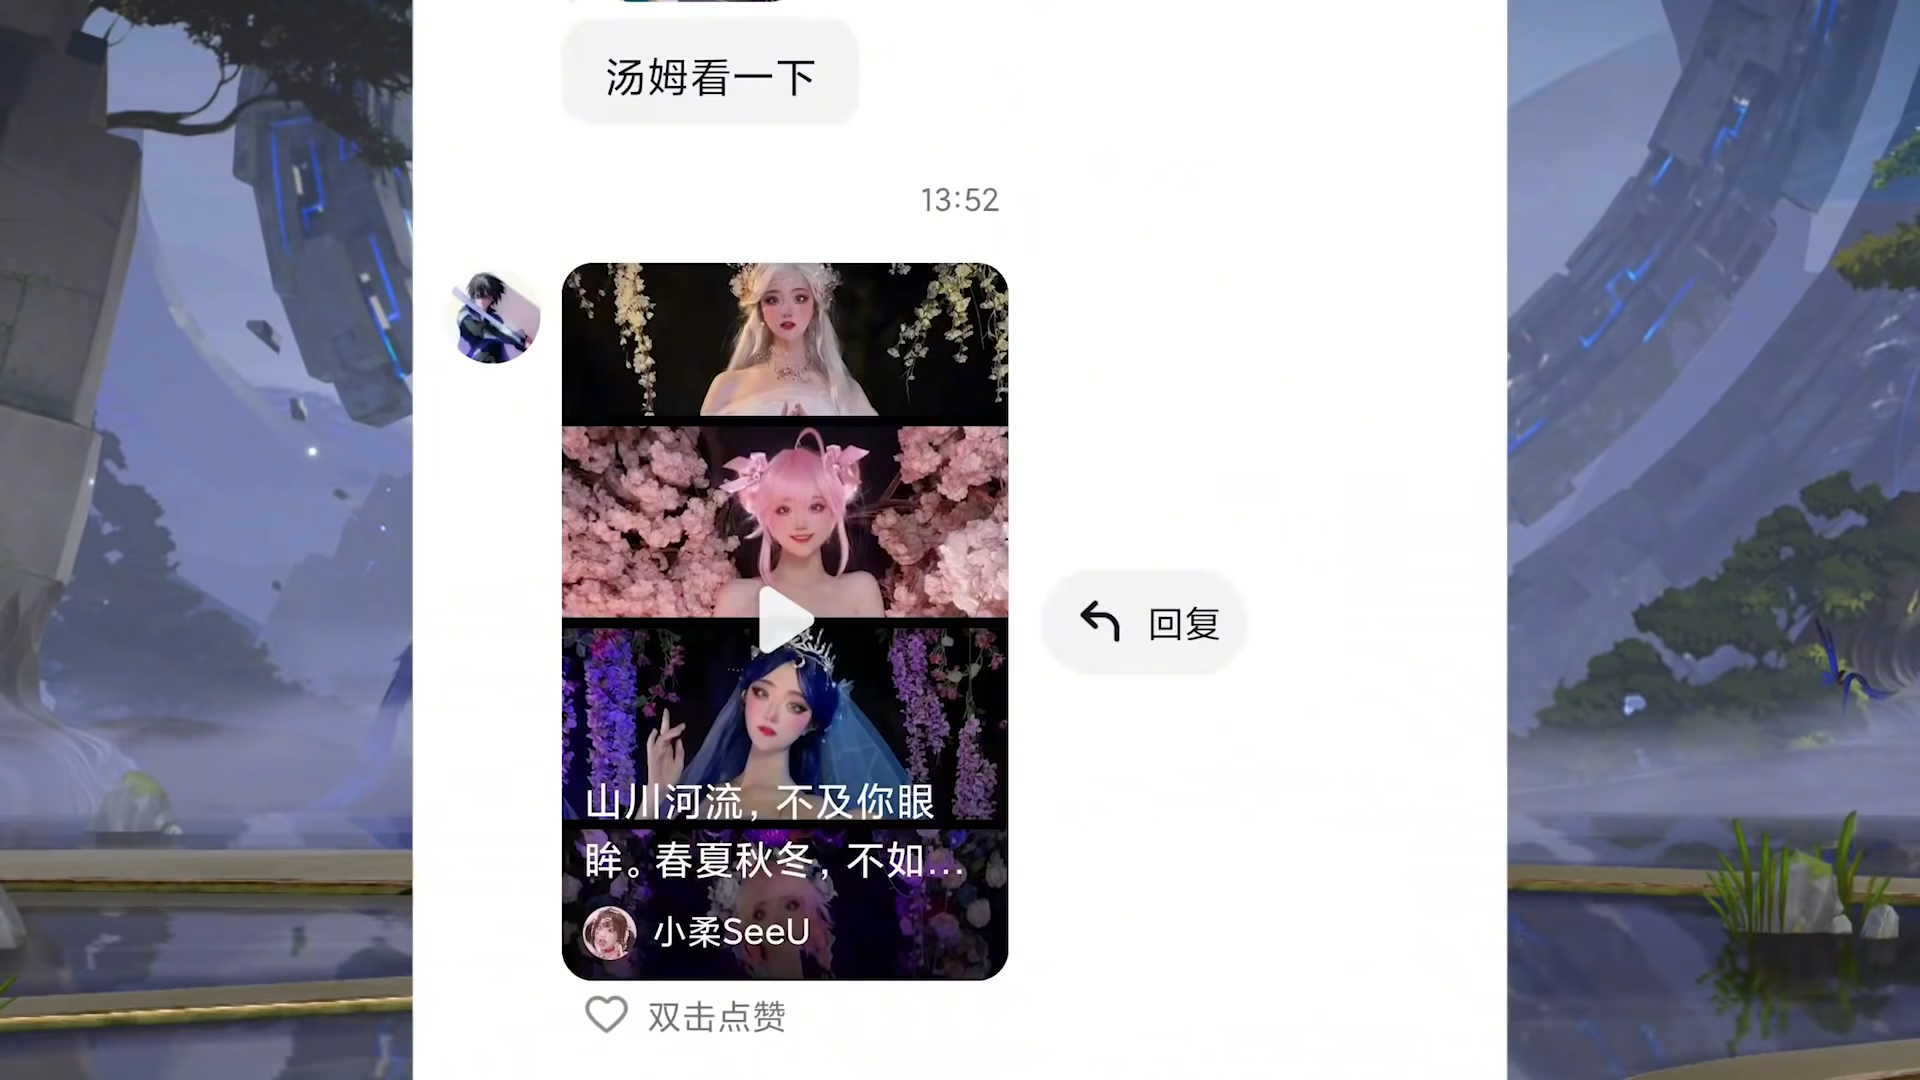 汤姆看一下
13:52
回复
山川河流，不及你眼
眸。春夏秋冬，不如...
小柔SeeU
双击点赞